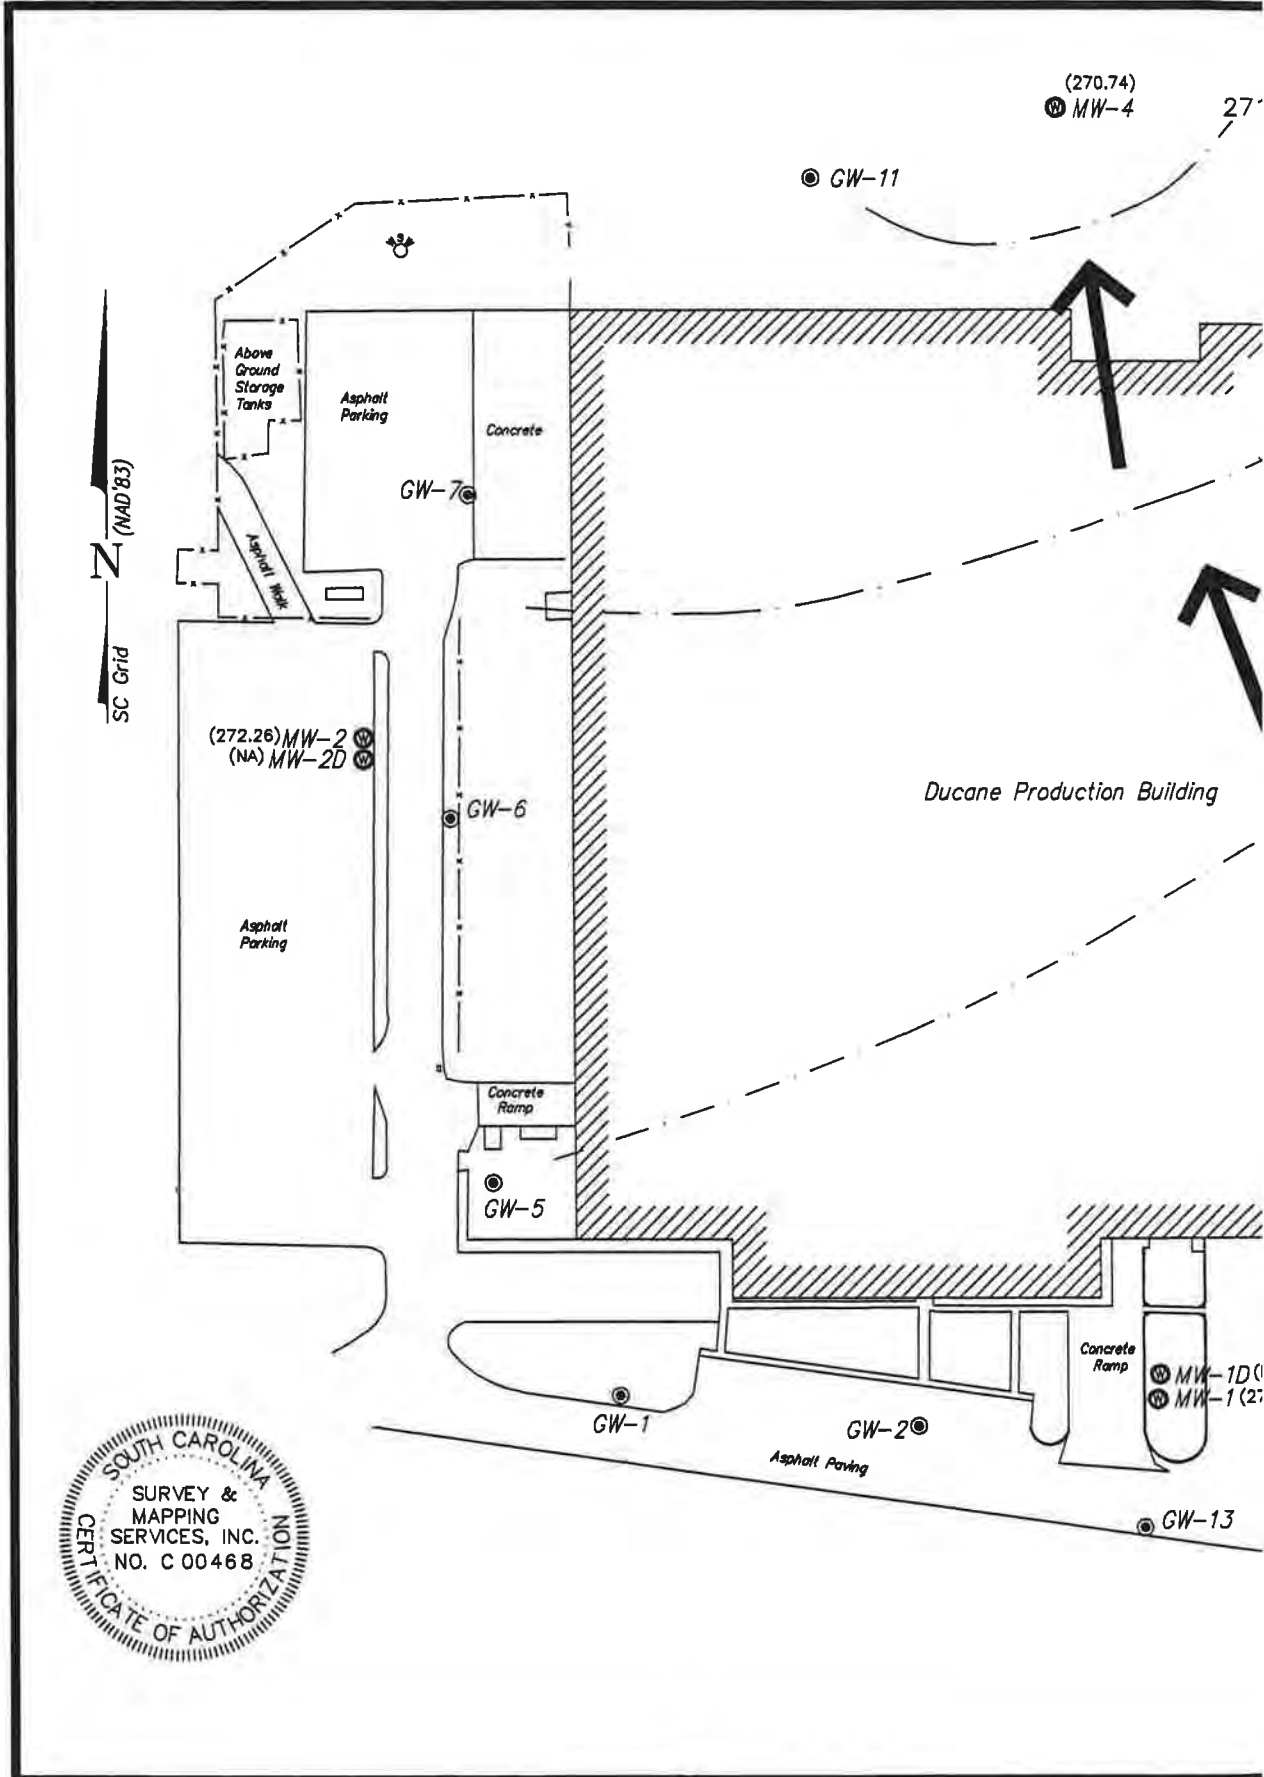 (270.74)
MW-4
27
GW-11
Above
Ground
Storage
Tanks
Asphalt
Parking
Concrete
GW-7
N
(NAD'83)
SC Grid
Asphalt Walk
(272.26) MW-2
(NA) MW-2D
GW-6
Ducane Production Building
Asphalt
Parking
Concrete
Ramp
GW-5
Concrete
Ramp
MW-1D (
MW-1 (27
GW-1
GW-2
Asphalt Paving
GW-13
SOUTH CAROLINA
SURVEY &
MAPPING
SERVICES, INC.
NO. C 00468
CERTIFICATE OF AUTHORIZATION